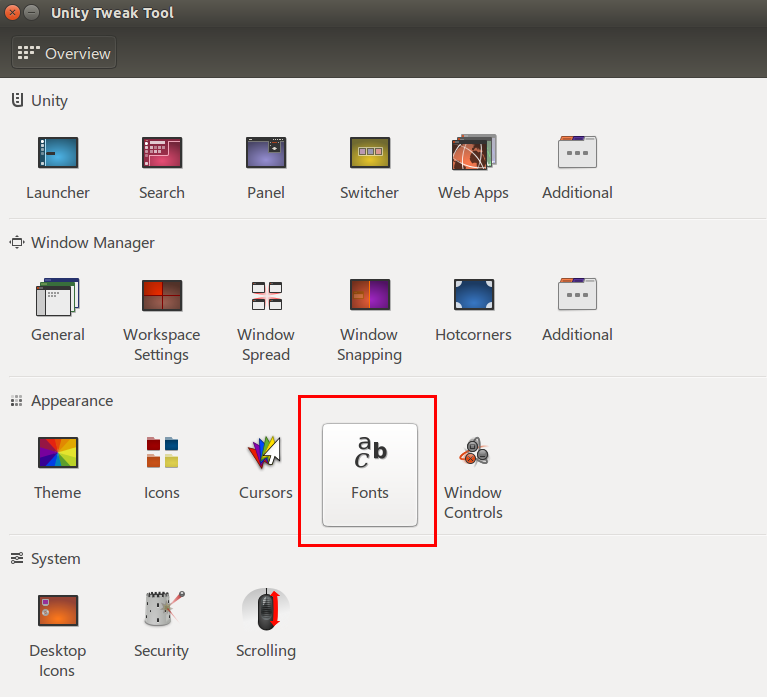 Unity Tweak Tool
Overview
Unity
Launcher Search Panel Switcher Web Apps Additional
Window Manager
General Workspace Settings Window Spread Window Snapping Hotcorners Additional
Appearance
Theme Icons Cursors a b c Fonts Window Controls
System
Desktop Icons Security Scrolling